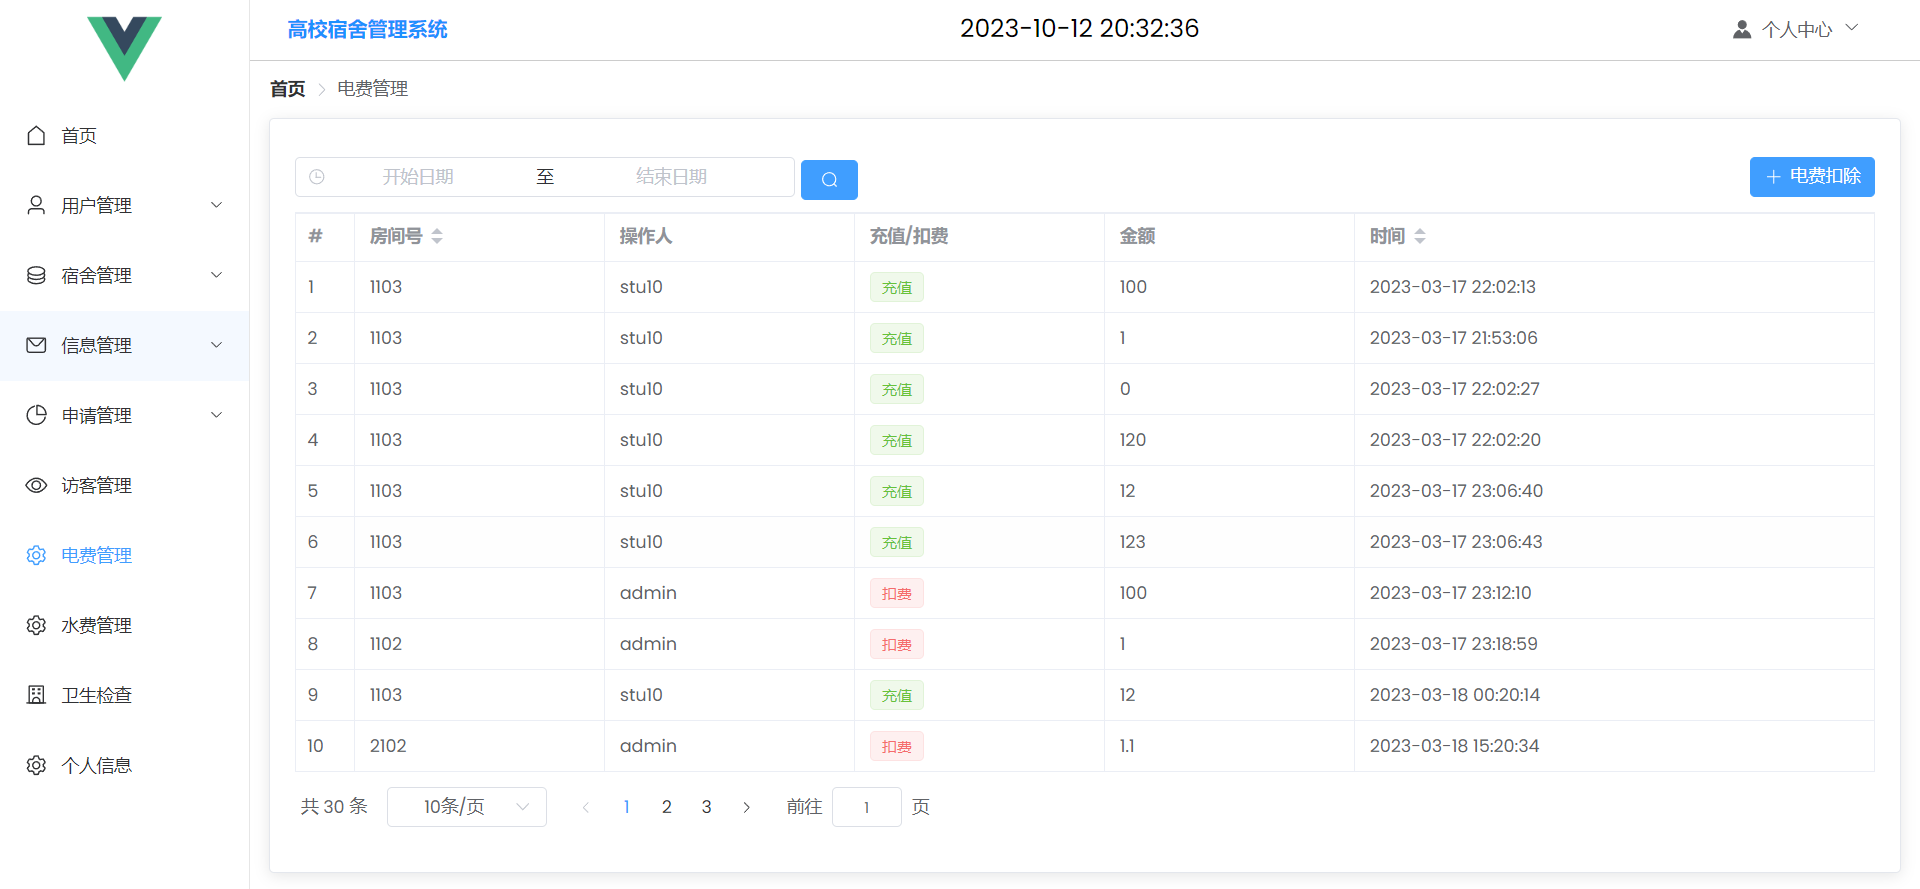 高校宿舍管理系统
2023-10-12 20:32:36
个人中心
首页
用户管理
宿舍管理
信息管理
申请管理
访客管理
电费管理
水费管理
卫生检查
个人信息
首页 电费管理
开始日期 至 结束日期
电费扣除
# 房间号 操作人 充值/扣费 金额 时间
1 1103 stu10 充值 100 2023-03-17 22:02:13
2 1103 stu10 充值 1 2023-03-17 21:53:06
3 1103 stu10 充值 0 2023-03-17 22:02:27
4 1103 stu10 充值 120 2023-03-17 22:02:20
5 1103 stu10 充值 12 2023-03-17 23:06:40
6 1103 stu10 充值 123 2023-03-17 23:06:43
7 1103 admin 扣费 100 2023-03-17 23:12:10
8 1102 admin 扣费 1 2023-03-17 23:18:59
9 1103 stu10 充值 12 2023-03-18 00:20:14
10 2102 admin 扣费 1.1 2023-03-18 15:20:34
共 30 条 10条/页 1 2 3 前往 1 页